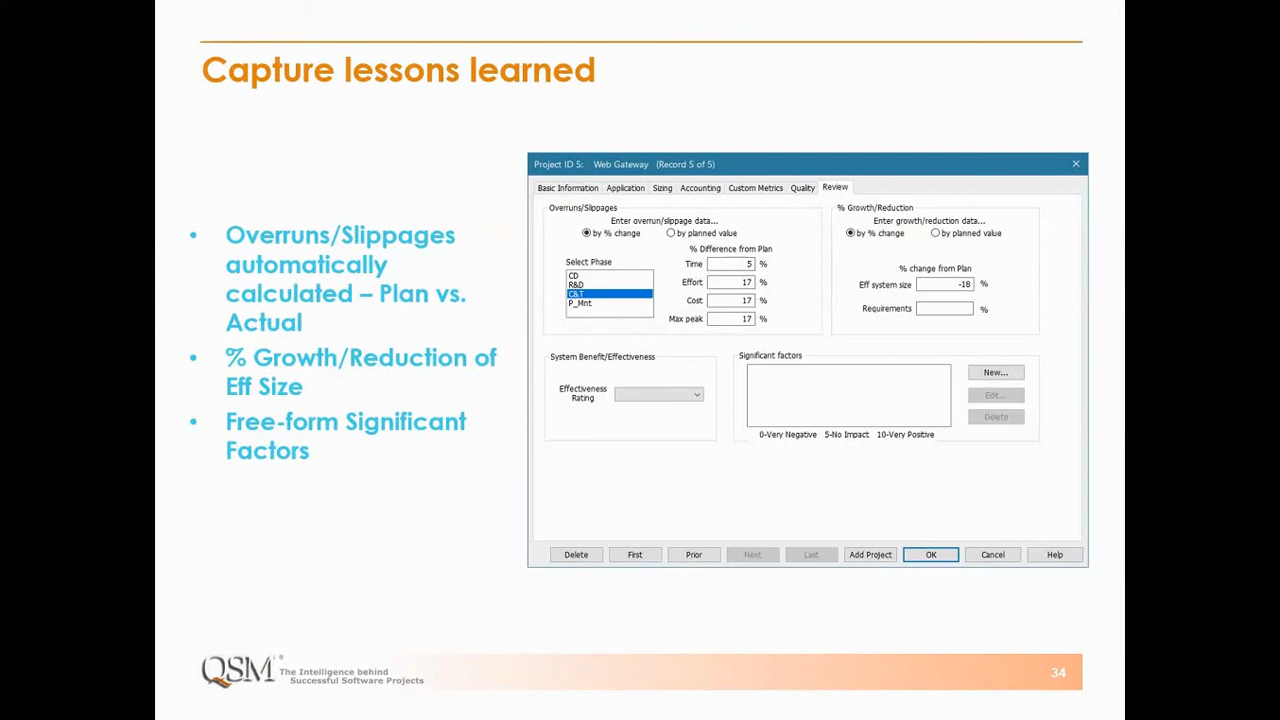 Capture lessons learned
• Overruns/Slippages
automatically
calculated – Plan vs.
Actual
• % Growth/Reduction of
Eff Size
• Free-form Significant
Factors
Project ID 5: Web Gateway (Record 5 of 5)
Basic Information Application Sizing Accounting Custom Metrics Quality Review
Overruns/Slippages
Enter overrun/slippage data...
by % change by planned value
% Difference from Plan
Select Phase
CD
R&D
C&T
P_Mnt
Time 5 %
Effort 17 %
Cost 17 %
Max peak 17 %
% Growth/Reduction
Enter growth/reduction data...
by % change by planned value
% change from Plan
Eff system size -18 %
Requirements %
System Benefit/Effectiveness
Effectiveness
Rating
Significant factors
New...
Edit...
Delete
0-Very Negative 5-No Impact 10-Very Positive
Delete First Prior Next Last Add Project OK Cancel Help
QSM®
The Intelligence behind
Successful Software Projects
34